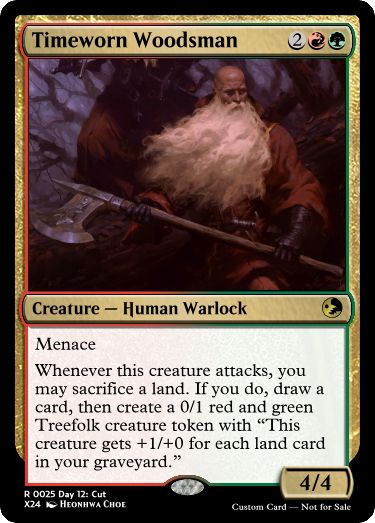 Timeworn Woodsman 2
Creature — Human Warlock
Menace
Whenever this creature attacks, you
may sacrifice a land. If you do, draw a
card, then create a 0/1 red and green
Treefolk creature token with “This
creature gets +1/+0 for each land card
in your graveyard.”
4/4
R 0025 Day 12: Cut
X24 Heonhwa Choe
Custom Card — Not for Sale